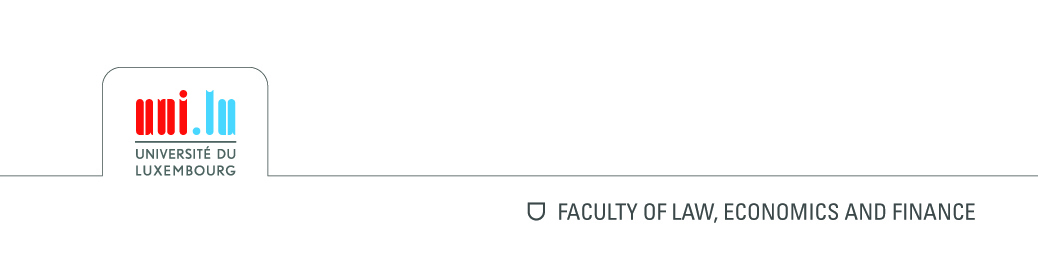 uni.lu
UNIVERSITÉ DU
LUXEMBOURG
FACULTY OF LAW, ECONOMICS AND FINANCE